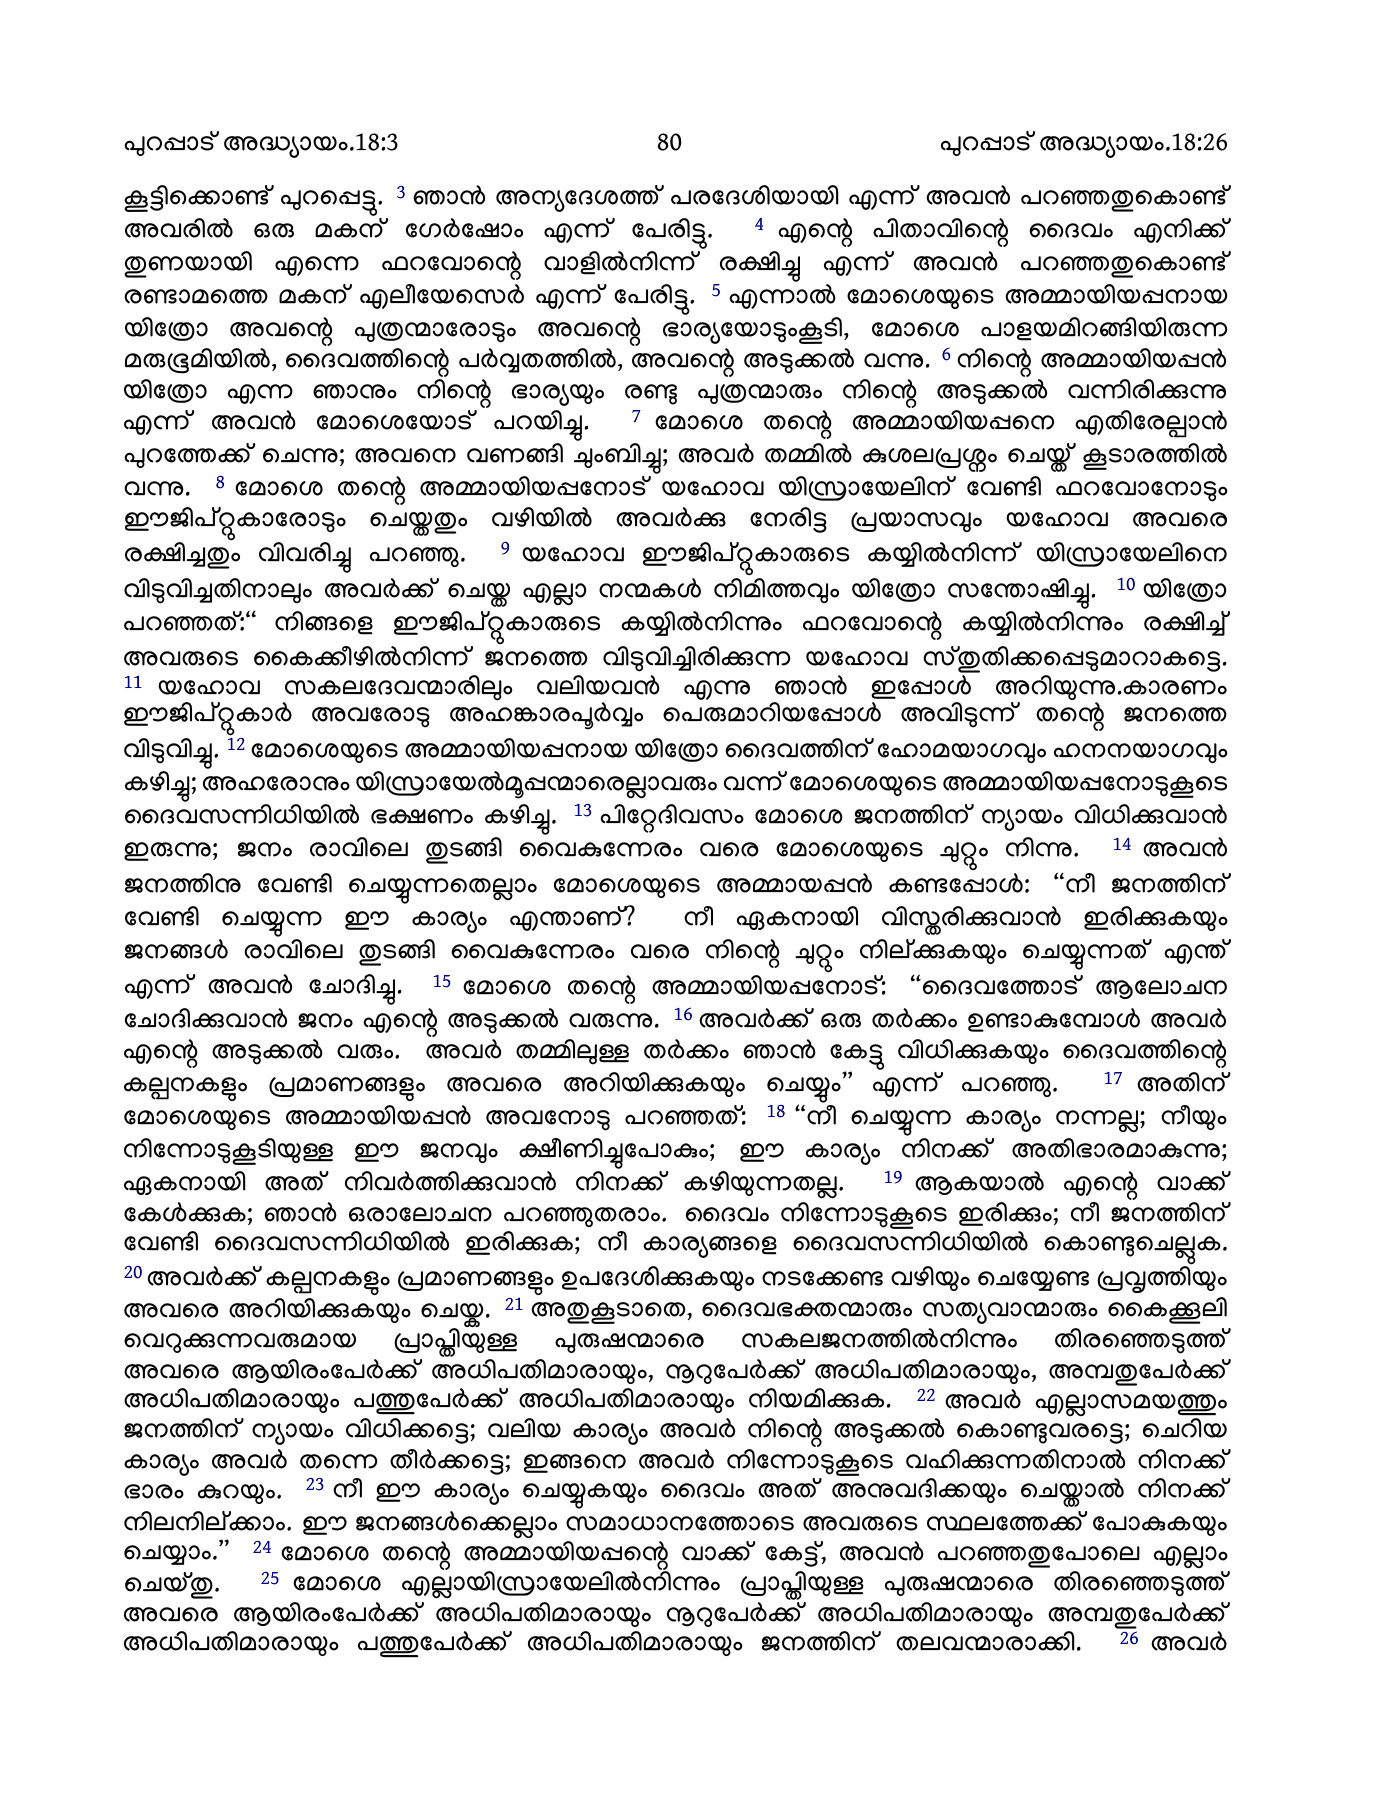 പുറപ്പാട് അദ്ധ്യായം.18:3 80 പുറപ്പാട് അദ്ധ്യായം.18:26
കൂട്ടിക്കൊണ്ട് പുറപ്പെട്ടു. 3 ഞാൻ അന്യദേശത്ത് പരദേശിയായി എന്ന് അവൻ പറഞ്ഞതുകൊണ്ട്
അവരിൽ ഒരു മകന് ഗേർഷോം എന്ന് പേരിട്ടു. 4 എന്റെ പിതാവിന്റെ ദൈവം എനിക്ക്
തുണയായി എന്നെ ഫറവോന്റെ വാളിൽനിന്ന് രക്ഷിച്ചു എന്ന് അവൻ പറഞ്ഞതുകൊണ്ട്
രണ്ടാമത്തെ മകന് എലീയേസെർ എന്ന് പേരിട്ടു. 5 എന്നാൽ മോശെയുടെ അമ്മായിയപ്പനായ
യിത്രോ അവന്റെ പുത്രന്മാരോടും അവന്റെ ഭാര്യയോടുംകൂടി, മോശെ പാളയമിറങ്ങിയിരുന്ന
മരുഭൂമിയിൽ, ദൈവത്തിന്റെ പർവ്വതത്തിൽ, അവന്റെ അടുക്കൽ വന്നു. 6 നിന്റെ അമ്മായിയപ്പൻ
യിത്രോ എന്ന ഞാനും നിന്റെ ഭാര്യയും രണ്ടു പുത്രന്മാരും നിന്റെ അടുക്കൽ വന്നിരിക്കുന്നു
എന്ന് അവൻ മോശെയോട് പറയിച്ചു. 7 മോശെ തന്റെ അമ്മായിയപ്പനെ എതിരേല്പാൻ
പുറത്തേക്ക് ചെന്നു; അവനെ വണങ്ങി ചുംബിച്ചു; അവർ തമ്മിൽ കുശലപ്രശ്നം ചെയ്ത് കൂടാരത്തിൽ
വന്നു. 8 മോശെ തന്റെ അമ്മായിയപ്പനോട് യഹോവ യിസ്രായേലിന് വേണ്ടി ഫറവോനോടും
ഈജിപ്റ്റുകാരോടും ചെയ്തതും വഴിയിൽ അവർക്കു നേരിട്ട പ്രയാസവും യഹോവ അവരെ
രക്ഷിച്ചതും വിവരിച്ചു പറഞ്ഞു. 9 യഹോവ ഈജിപ്റ്റുകാരുടെ കയ്യിൽനിന്ന് യിസ്രായേലിനെ
വിടുവിച്ചതിനാലും അവർക്ക് ചെയ്ത എല്ലാ നന്മകൾ നിമിത്തവും യിത്രോ സന്തോഷിച്ചു. 10 യിത്രോ
പറഞ്ഞത്:“ നിങ്ങളെ ഈജിപ്റ്റുകാരുടെ കയ്യിൽനിന്നും ഫറവോന്റെ കയ്യിൽനിന്നും രക്ഷിച്ച്
അവരുടെ കൈക്കീഴിൽനിന്ന് ജനത്തെ വിടുവിച്ചിരിക്കുന്ന യഹോവ സ്തുതിക്കപ്പെടുമാറാകട്ടെ.
11 യഹോവ സകലദേവന്മാരിലും വലിയവൻ എന്നു ഞാൻ ഇപ്പോൾ അറിയുന്നു.കാരണം
ഈജിപ്റ്റുകാർ അവരോടു അഹങ്കാരപൂർവ്വം പെരുമാറിയപ്പോൾ അവിടുന്ന് തന്റെ ജനത്തെ
വിടുവിച്ചു. 12 മോശെയുടെ അമ്മായിയപ്പനായ യിത്രോ ദൈവത്തിന് ഹോമയാഗവും ഹനനയാഗവും
കഴിച്ചു; അഹരോനും യിസ്രായേൽമൂപ്പന്മാരെല്ലാവരും വന്ന് മോശെയുടെ അമ്മായിയപ്പനോടുകൂടെ
ദൈവസന്നിധിയിൽ ഭക്ഷണം കഴിച്ചു. 13 പിറ്റേദിവസം മോശെ ജനത്തിന് ന്യായം വിധിക്കുവാൻ
ഇരുന്നു; ജനം രാവിലെ തുടങ്ങി വൈകുന്നേരം വരെ മോശെയുടെ ചുറ്റും നിന്നു. 14 അവൻ
ജനത്തിനു വേണ്ടി ചെയ്യുന്നതെല്ലാം മോശെയുടെ അമ്മായപ്പൻ കണ്ടപ്പോൾ: “നീ ജനത്തിന്
വേണ്ടി ചെയ്യുന്ന ഈ കാര്യം എന്താണ്? നീ ഏകനായി വിസ്തരിക്കുവാൻ ഇരിക്കുകയും
ജനങ്ങൾ രാവിലെ തുടങ്ങി വൈകുന്നേരം വരെ നിന്റെ ചുറ്റും നില്ക്കുകയും ചെയ്യുന്നത് എന്ത്
എന്ന് അവൻ ചോദിച്ചു. 15 മോശെ തന്റെ അമ്മായിയപ്പനോട്: “ദൈവത്തോട് ആലോചന
ചോദിക്കുവാൻ ജനം എന്റെ അടുക്കൽ വരുന്നു. 16 അവർക്ക് ഒരു തർക്കം ഉണ്ടാകുമ്പോൾ അവർ
എന്റെ അടുക്കൽ വരും. അവർ തമ്മിലുള്ള തർക്കം ഞാൻ കേട്ടു വിധിക്കുകയും ദൈവത്തിന്റെ
കല്പനകളും പ്രമാണങ്ങളും അവരെ അറിയിക്കുകയും ചെയ്യും” എന്ന് പറഞ്ഞു. 17 അതിന്
മോശെയുടെ അമ്മായിയപ്പൻ അവനോടു പറഞ്ഞത്: 18 “നീ ചെയ്യുന്ന കാര്യം നന്നല്ല; നീയും
നിന്നോടുകൂടിയുള്ള ഈ ജനവും ക്ഷീണിച്ചുപോകും; ഈ കാര്യം നിനക്ക് അതിഭാരമാകുന്നു;
ഏകനായി അത് നിവർത്തിക്കുവാൻ നിനക്ക് കഴിയുന്നതല്ല. 19 ആകയാൽ എന്റെ വാക്ക്
കേൾക്കുക; ഞാൻ ഒരാലോചന പറഞ്ഞുതരാം. ദൈവം നിന്നോടുകൂടെ ഇരിക്കും; നീ ജനത്തിന്
വേണ്ടി ദൈവസന്നിധിയിൽ ഇരിക്കുക; നീ കാര്യങ്ങളെ ദൈവസന്നിധിയിൽ കൊണ്ടുചെല്ലുക.
20 അവർക്ക് കല്പനകളും പ്രമാണങ്ങളും ഉപദേശിക്കുകയും നടക്കേണ്ട വഴിയും ചെയ്യേണ്ട പ്രവൃത്തിയും
അവരെ അറിയിക്കുകയും ചെയ്ക. 21 അതുകൂടാതെ, ദൈവഭക്തന്മാരും സത്യവാന്മാരും കൈക്കൂലി
വെറുക്കുന്നവരുമായ പ്രാപ്തിയുള്ള പുരുഷന്മാരെ സകലജനത്തിൽനിന്നും തിരഞ്ഞെടുത്ത്
അവരെ ആയിരംപേർക്ക് അധിപതിമാരായും, നൂറുപേർക്ക് അധിപതിമാരായും, അമ്പതുപേർക്ക്
അധിപതിമാരായും പത്തുപേർക്ക് അധിപതിമാരായും നിയമിക്കുക. 22 അവർ എല്ലാസമയത്തും
ജനത്തിന് ന്യായം വിധിക്കട്ടെ; വലിയ കാര്യം അവർ നിന്റെ അടുക്കൽ കൊണ്ടുവരട്ടെ; ചെറിയ
കാര്യം അവർ തന്നെ തീർക്കട്ടെ; ഇങ്ങനെ അവർ നിന്നോടുകൂടെ വഹിക്കുന്നതിനാൽ നിനക്ക്
ഭാരം കുറയും. 23 നീ ഈ കാര്യം ചെയ്യുകയും ദൈവം അത് അനുവദിക്കയും ചെയ്താൽ നിനക്ക്
നിലനില്ക്കാം. ഈ ജനങ്ങൾക്കെല്ലാം സമാധാനത്തോടെ അവരുടെ സ്ഥലത്തേക്ക് പോകുകയും
ചെയ്യാം.” 24 മോശെ തന്റെ അമ്മായിയപ്പന്റെ വാക്ക് കേട്ട്, അവൻ പറഞ്ഞതുപോലെ എല്ലാം
ചെയ്തു. 25 മോശെ എല്ലായിസ്രായേലിൽനിന്നും പ്രാപ്തിയുള്ള പുരുഷന്മാരെ തിരഞ്ഞെടുത്ത്
അവരെ ആയിരംപേർക്ക് അധിപതിമാരായും നൂറുപേർക്ക് അധിപതിമാരായും അമ്പതുപേർക്ക്
അധിപതിമാരായും പത്തുപേർക്ക് അധിപതിമാരായും ജനത്തിന് തലവന്മാരാക്കി. 26 അവർ